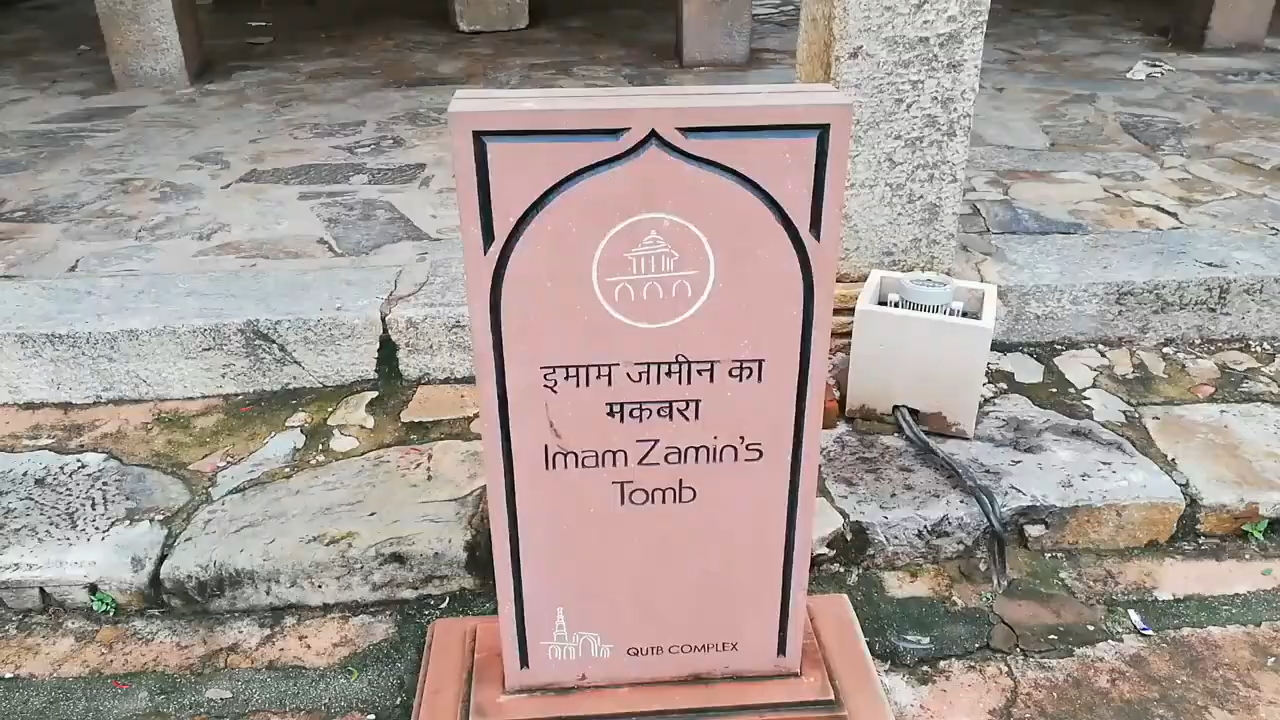 इमाम जामीन का
मकबरा
Imam Zamin's
Tomb
QUTB COMPLEX